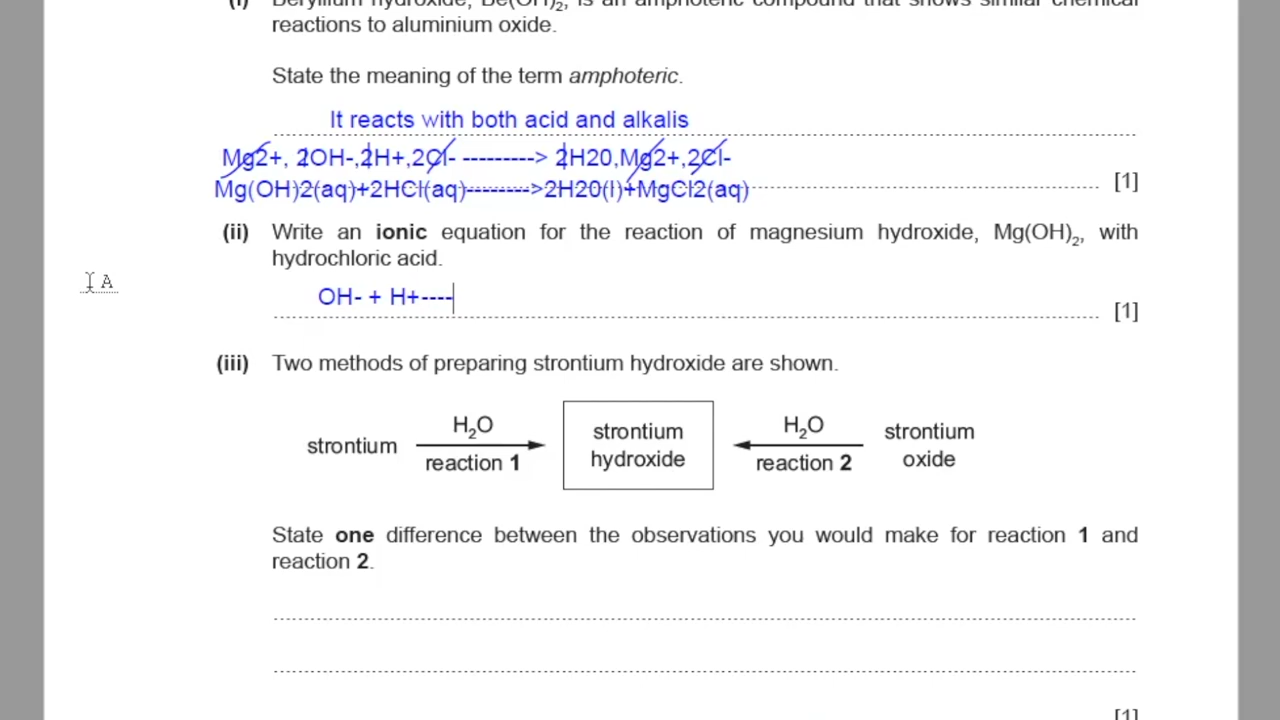 (i) Beryllium hydroxide, Be(OH)₂, is an amphoteric compound that shows similar chemical
reactions to aluminium oxide.
State the meaning of the term amphoteric.
It reacts with both acid and alkalis
Mg2+, 2OH-,2H+,2Cl- ---------> 2H20,Mg2+,2Cl-
Mg(OH)2(aq)+2HCl(aq)-------->2H20(l)+MgCl2(aq)
[1]
(ii) Write an ionic equation for the reaction of magnesium hydroxide, Mg(OH)₂, with
hydrochloric acid.
OH- + H+----
[1]
A
(iii) Two methods of preparing strontium hydroxide are shown.
strontium
H₂O
reaction 1
strontium
hydroxide
H₂O
reaction 2
strontium
oxide
State one difference between the observations you would make for reaction 1 and
reaction 2.
[1]